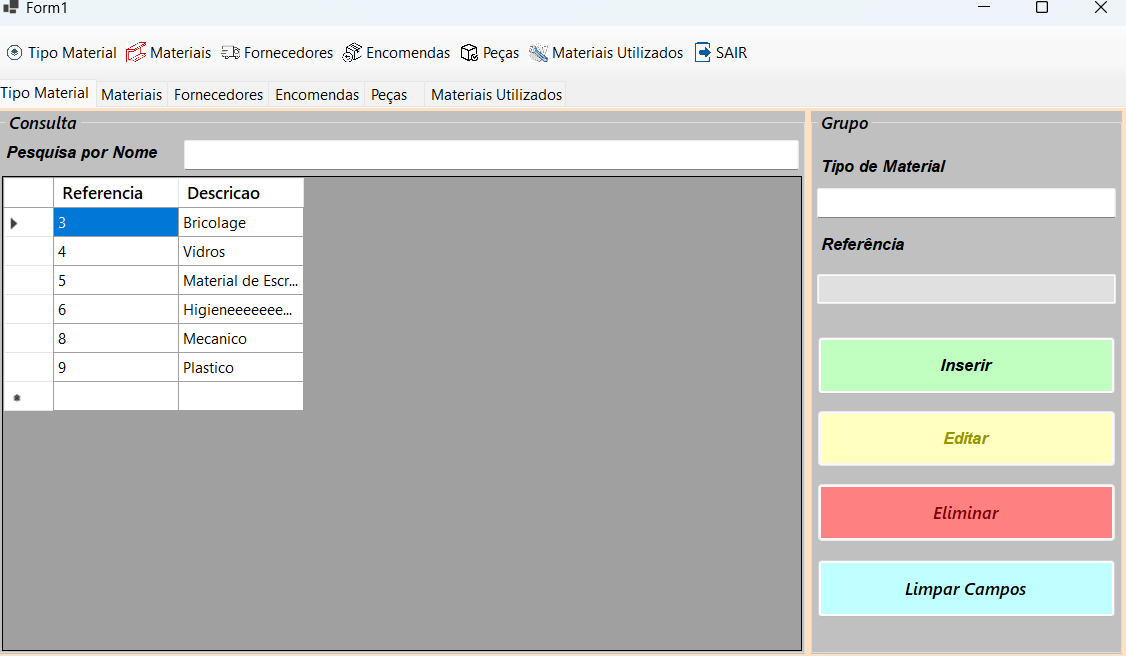 Form1
Tipo Material Materiais Fornecedores Encomendas Peças Materiais Utilizados SAIR
Tipo Material Materiais Fornecedores Encomendas Peças Materiais Utilizados
Consulta
Pesquisa por Nome
Referencia Descricao
3 Bricolage
4 Vidros
5 Material de Escr...
6 Higieneeeeeee...
8 Mecanico
9 Plastico
Grupo
Tipo de Material
Referência
Inserir
Editar
Eliminar
Limpar Campos